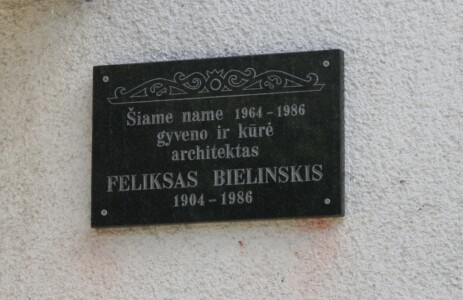 Šiame name 1964 – 1986
gyveno ir kūrė
architektas
FELIKSAS BIELINSKIS
1904 – 1986